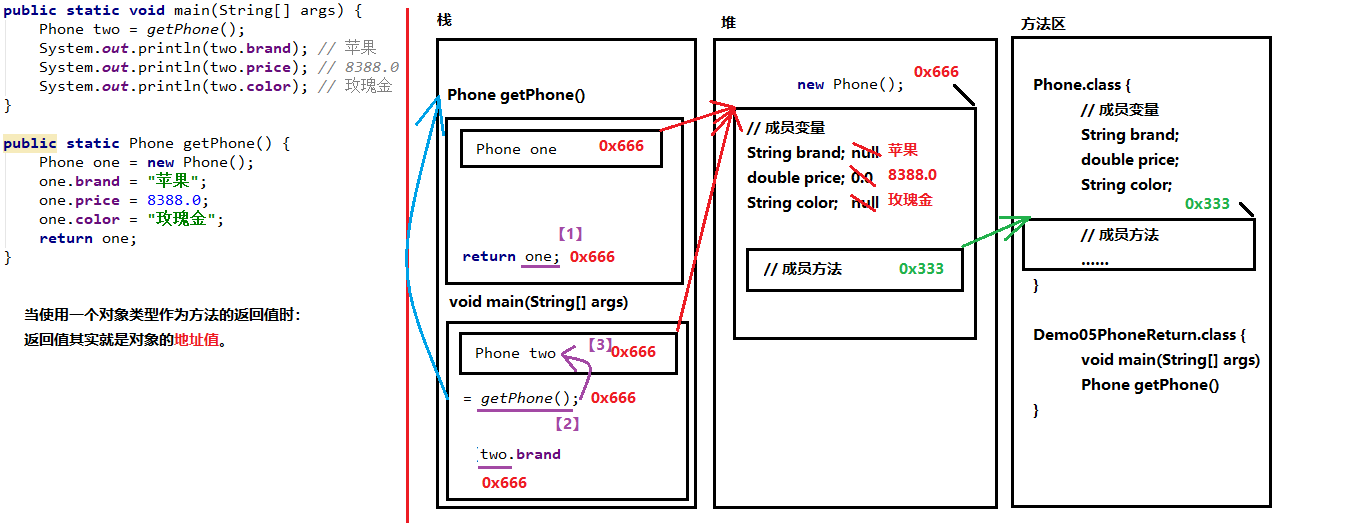 public static void main(String[] args) {
Phone two = getPhone();
System.out.println(two.brand); // 苹果
System.out.println(two.price); // 8388.0
System.out.println(two.color); // 玫瑰金
}
public static Phone getPhone() {
Phone one = new Phone();
one.brand = "苹果";
one.price = 8388.0;
one.color = "玫瑰金";
return one;
}
当使用一个对象类型作为方法的返回值时：
返回值其实就是对象的地址值。
栈
Phone getPhone()
Phone one 0x666
【1】
return one; 0x666
void main(String[] args)
Phone two 【3】 0x666
= getPhone(); 0x666
【2】
two.brand
0x666
堆
0x666
new Phone();
// 成员变量
String brand; null 苹果
double price; 0.0 8388.0
String color; null 玫瑰金
// 成员方法 0x333
方法区
Phone.class {
// 成员变量
String brand;
double price;
String color;
0x333
// 成员方法
......
}
Demo05PhoneReturn.class {
void main(String[] args)
Phone getPhone()
}